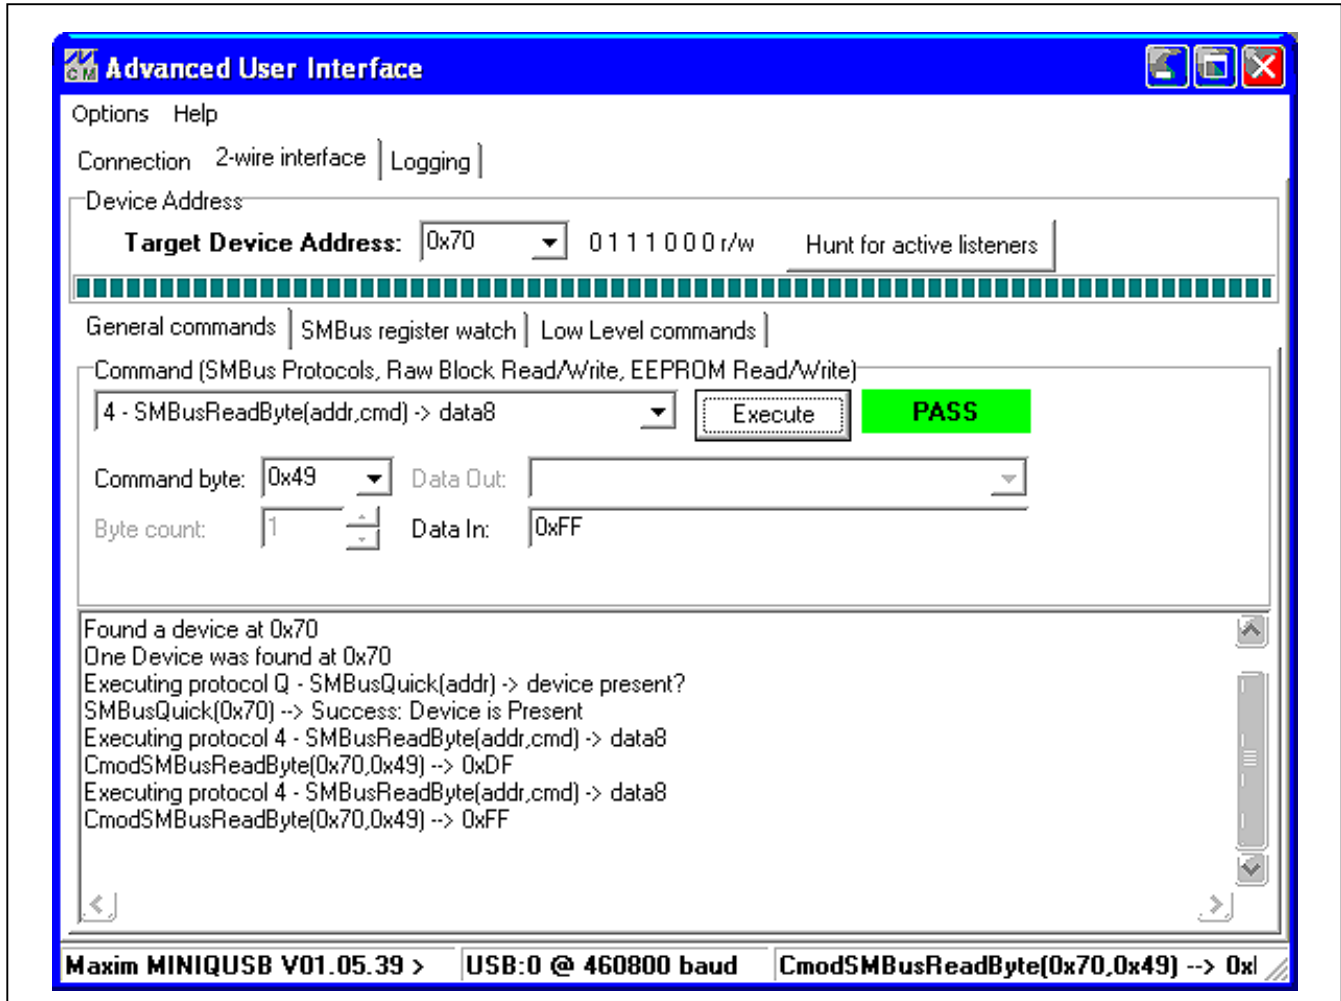 CM Advanced User Interface
Options Help
Connection 2-wire interface Logging
Device Address
Target Device Address: 0x70 0 1 1 1 0 0 0 r/w Hunt for active listeners
General commands SMBus register watch Low Level commands
Command (SMBus Protocols, Raw Block Read/Write, EEPROM Read/Write)
4 - SMBusReadByte(addr,cmd) -> data8 Execute PASS
Command byte: 0x49 Data Out:
Byte count: 1 Data In: 0xFF
Found a device at 0x70
One Device was found at 0x70
Executing protocol Q - SMBusQuick(addr) -> device present?
SMBusQuick(0x70) --> Success: Device is Present
Executing protocol 4 - SMBusReadByte(addr,cmd) -> data8
CmodSMBusReadByte(0x70,0x49) --> 0xDF
Executing protocol 4 - SMBusReadByte(addr,cmd) -> data8
CmodSMBusReadByte(0x70,0x49) --> 0xFF
Maxim MINIQUSB V01.05.39 > USB:0 @ 460800 baud CmodSMBusReadByte(0x70,0x49) --> 0x